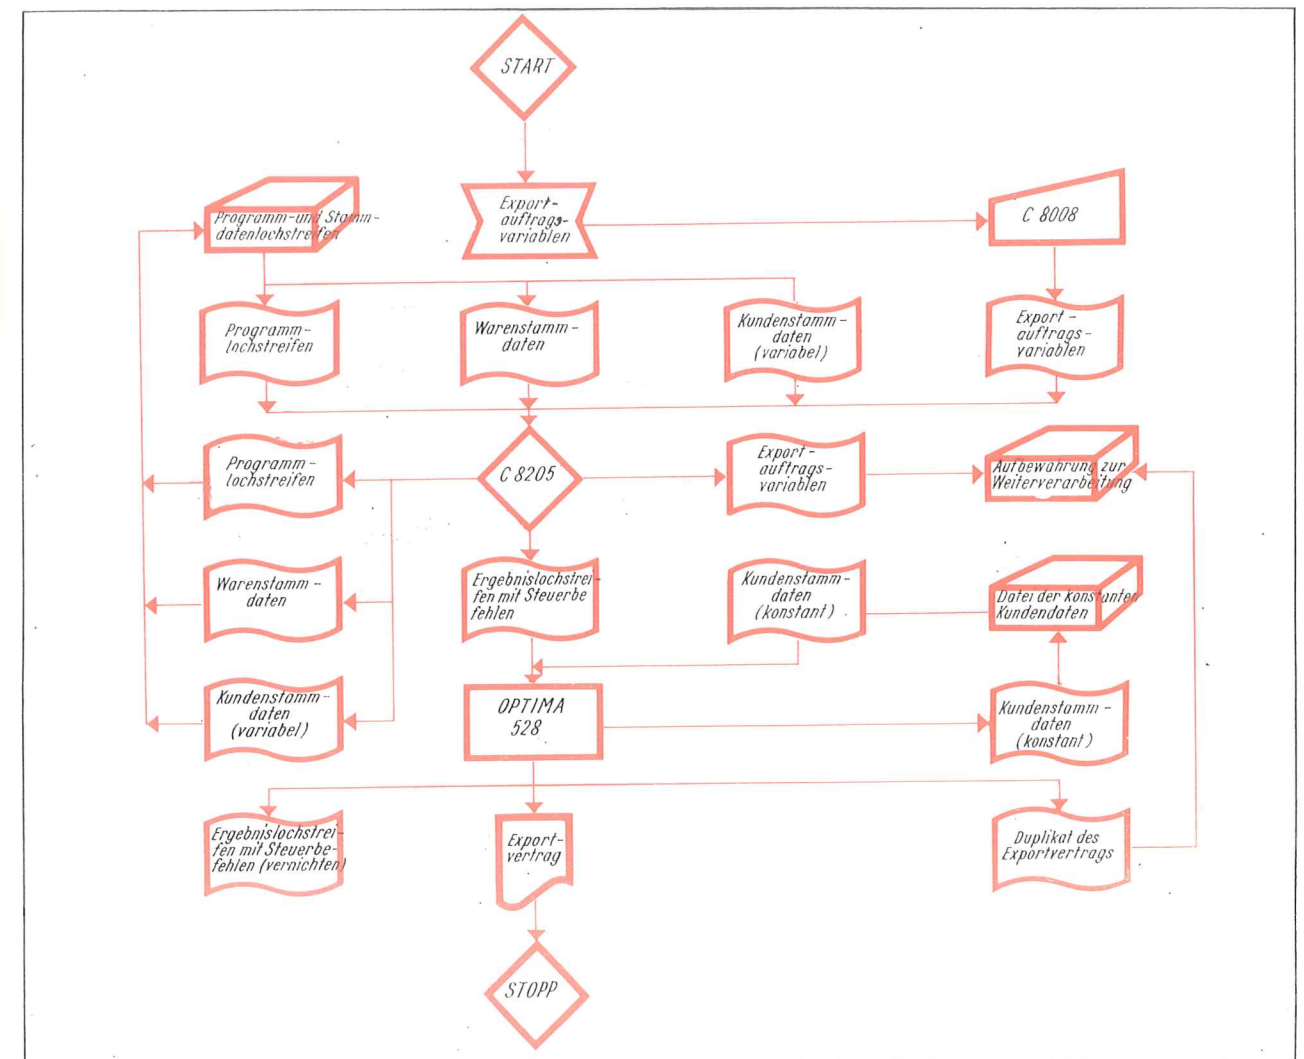 START
Programm-und Stamm-
datenlochstreifen
Export-
auftrags-
variablen
C 8008
Programm-
lochstreifen
Warenstamm-
daten
Kundenstamm-
daten
(variabel)
Export-
auftrags-
variablen
Programm-
lochstreifen
C 8205
Export-
auftrags-
variablen
Aufbewahrung zur
Weiterverarbeitung
Warenstamm-
daten
Ergebnislochstrei-
fen mit Steuerbe
fehlen
Kundenstamm-
daten
(konstant)
Datei der konstanten
Kundendaten
Kundenstamm-
daten
(variabel)
OPTIMA
528
Kundenstamm-
daten
(konstant)
Ergebnislochstrei-
fen mit Steuerbe-
fehlen (vernichten)
Export-
vertrag
Duplikat des
Exportvertrags
STOPP